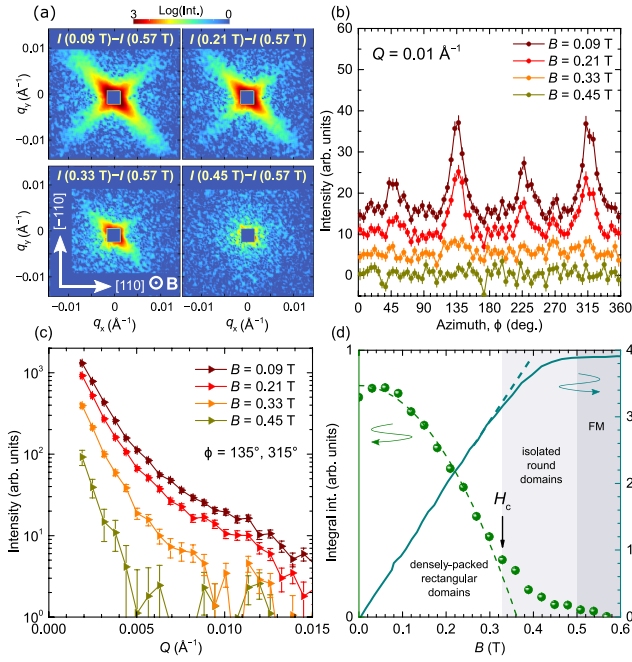 (a)
Log(Int.)
3
0
I (0.09 T)−I (0.57 T)
I (0.21 T)−I (0.57 T)
0.01
0.00
−0.01
qy (Å⁻¹)
I (0.33 T)−I (0.57 T)
I (0.45 T)−I (0.57 T)
0.01
0.00
−0.01
qy (Å⁻¹)
[−110]
[110]
⊙B
−0.01 0.00 0.01
−0.01 0.00 0.01
qx (Å⁻¹)
qx (Å⁻¹)
(b)
Q = 0.01 Å⁻¹
B = 0.09 T
B = 0.21 T
B = 0.33 T
B = 0.45 T
60
50
40
30
20
10
0
Intensity (arb. units)
0 45 90 135 180 225 270 315 360
Azimuth, ϕ (deg.)
(c)
B = 0.09 T
B = 0.21 T
B = 0.33 T
B = 0.45 T
ϕ = 135°, 315°
10³
10²
10¹
10⁰
Intensity (arb. units)
0.000 0.005 0.010 0.015
Q (Å⁻¹)
(d)
FM
isolated
round
domains
Hc
densely-packed
rectangular
domains
4
3
2
1
0
Integral int. (arb. units)
4
3
2
1
0
0.0 0.1 0.2 0.3 0.4 0.5 0.6
B (T)